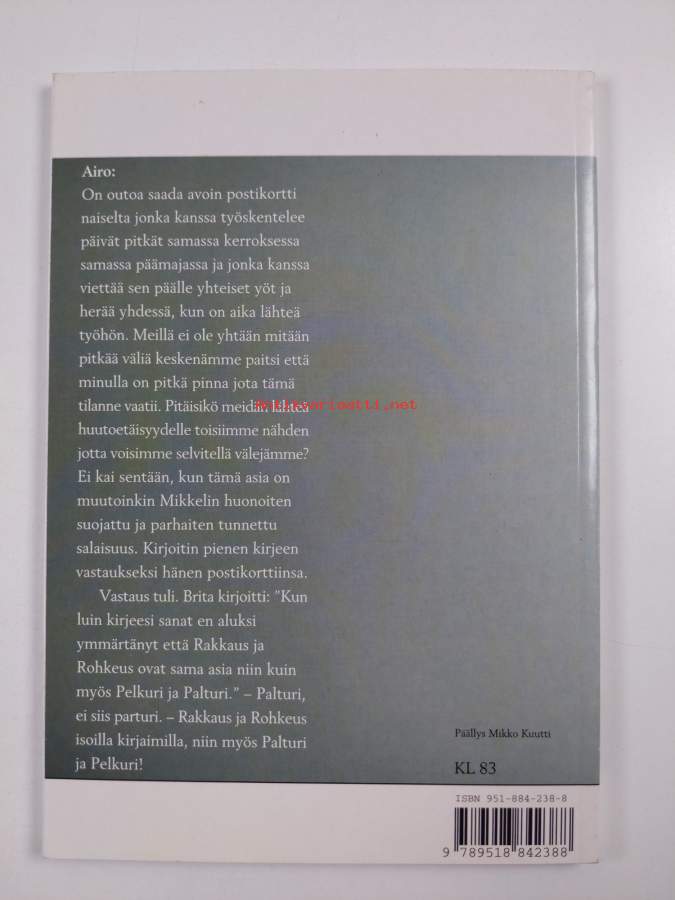 Airo:
On outoa saada avoin postikortti
naiselta jonka kanssa työskentelee
päivät pitkät samassa kerroksessa
samassa päämajassa ja jonka kanssa
viettää sen päälle yhteiset yöt ja
herää yhdessä, kun on aika lähteä
työhön. Meillä ei ole yhtään mitään
pitkää väliä keskenämme paitsi että
minulla on pitkä pinna jota tämä
tilanne vaatii. Pitäisikö meidän lähteä
Antikvariaatti.net
huutoetäisyydelle toisiimme nähden
jotta voisimme selvitellä välejämme?
Ei kai sentään, kun tämä asia on
muutoinkin Mikkelin huonoiten
suojattu ja parhaiten tunnettu
salaisuus. Kirjoitin pienen kirjeen
vastaukseksi hänen postikorttiinsa.
Vastaus tuli. Brita kirjoitti: ”Kun
luin kirjeesi sanat en aluksi
ymmärtänyt että Rakkaus ja
Rohkeus ovat sama asia niin kuin
myös Pelkuri ja Palturi.” – Palturi,
ei siis parturi. – Rakkaus ja Rohkeus
isoilla kirjaimilla, niin myös Palturi
ja Pelkuri!
Päällys Mikko Kuutti
KL 83
ISBN 951-884-238-8
9 789518 842388